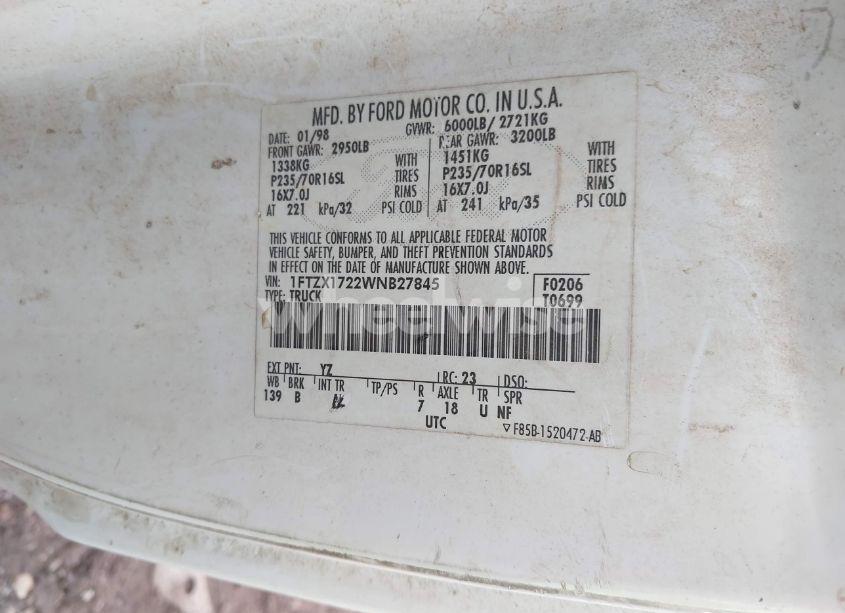 MFD. BY FORD MOTOR CO. IN U.S.A.
DATE: 01/98 GVWR: 6000LB/ 2721KG
FRONT GAWR: 2950LB REAR GAWR: 3200LB
1338KG WITH 1451KG WITH
P235/70R16SL TIRES P235/70R16SL TIRES
16X7.0J RIMS 16X7.0J RIMS
AT 221 kPa/32 PSI COLD AT 241 kPa/35 PSI COLD
THIS VEHICLE CONFORMS TO ALL APPLICABLE FEDERAL MOTOR
VEHICLE SAFETY, BUMPER, AND THEFT PREVENTION STANDARDS
IN EFFECT ON THE DATE OF MANUFACTURE SHOWN ABOVE.
VIN: 1FTZX1722WNB27845 F0206
TYPE: TRUCK T0699
wheelwise
EXT PNT: YZ RC: 23 DSO:
WB BRK INT TR TP/PS R AXLE TR SPR
139 B 7 18 U NF
UTC
▽ F85B-1520472-AB